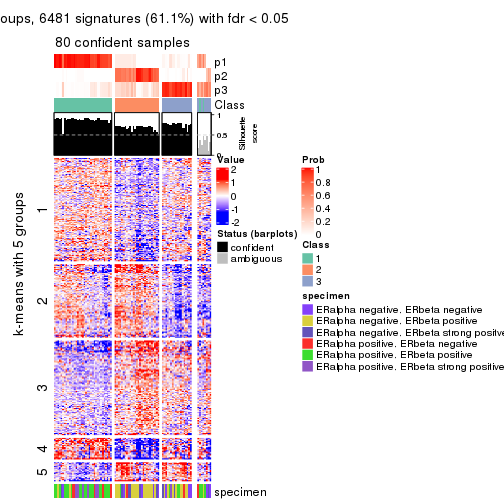 oups, 6481 signatures (61.1%) with fdr < 0.05
80 confident samples
p1
p2
p3
Class
1
0.5
0
Silhouette
score
k-means with 5 groups
1
2
3
4
5
specimen
Value
2
1
0
-1
-2
Status (barplots)
confident
ambiguous
Prob
1
0.8
0.6
0.4
0.2
0
Class
1
2
3
specimen
ERalpha negative. ERbeta negative
ERalpha negative. ERbeta positive
ERalpha negative. ERbeta strong positive
ERalpha positive. ERbeta negative
ERalpha positive. ERbeta positive
ERalpha positive. ERbeta strong positive